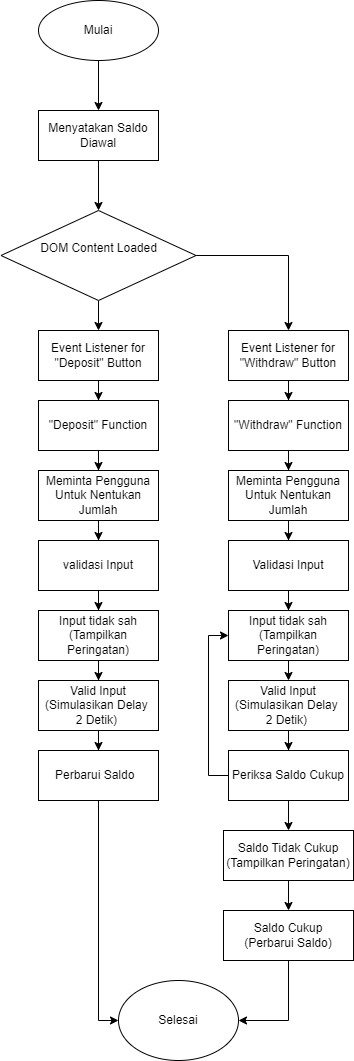 Mulai
Menyatakan Saldo
Diawal
DOM Content Loaded
Event Listener for
"Deposit" Button
"Deposit" Function
Meminta Pengguna
Untuk Nentukan
Jumlah
validasi Input
Input tidak sah
(Tampilkan
Peringatan)
Valid Input
(Simulasikan Delay
2 Detik)
Perbarui Saldo
Event Listener for
"Withdraw" Button
"Withdraw" Function
Meminta Pengguna
Untuk Nentukan
Jumlah
Validasi Input
Input tidak sah
(Tampilkan
Peringatan)
Valid Input
(Simulasikan Delay
2 Detik)
Periksa Saldo Cukup
Saldo Tidak Cukup
(Tampilkan Peringatan)
Saldo Cukup
(Perbarui Saldo)
Selesai